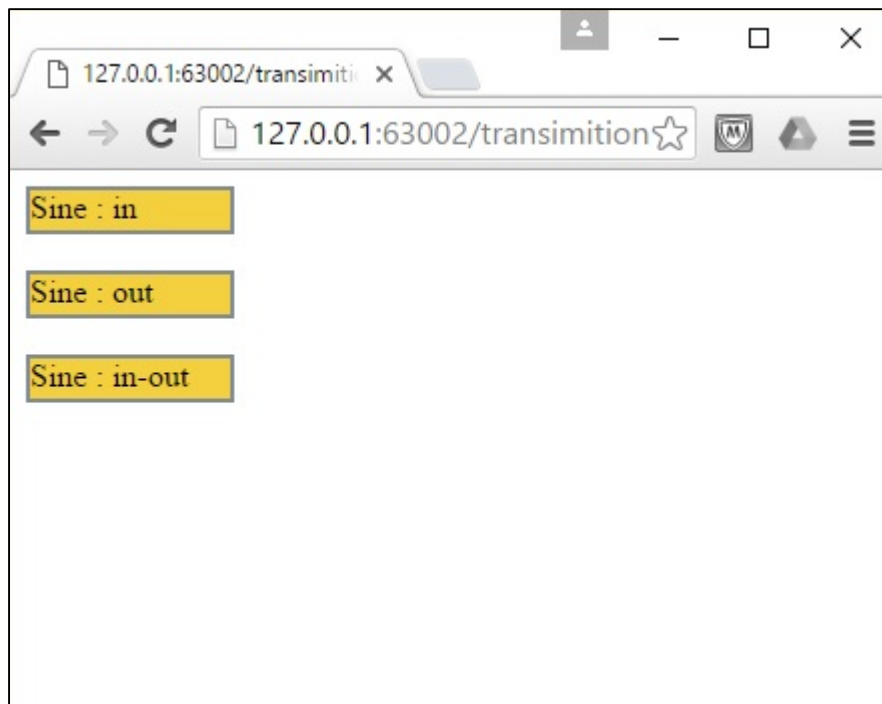 127.0.0.1:63002/transimiti
127.0.0.1:63002/transimition
Sine : in
Sine : out
Sine : in-out